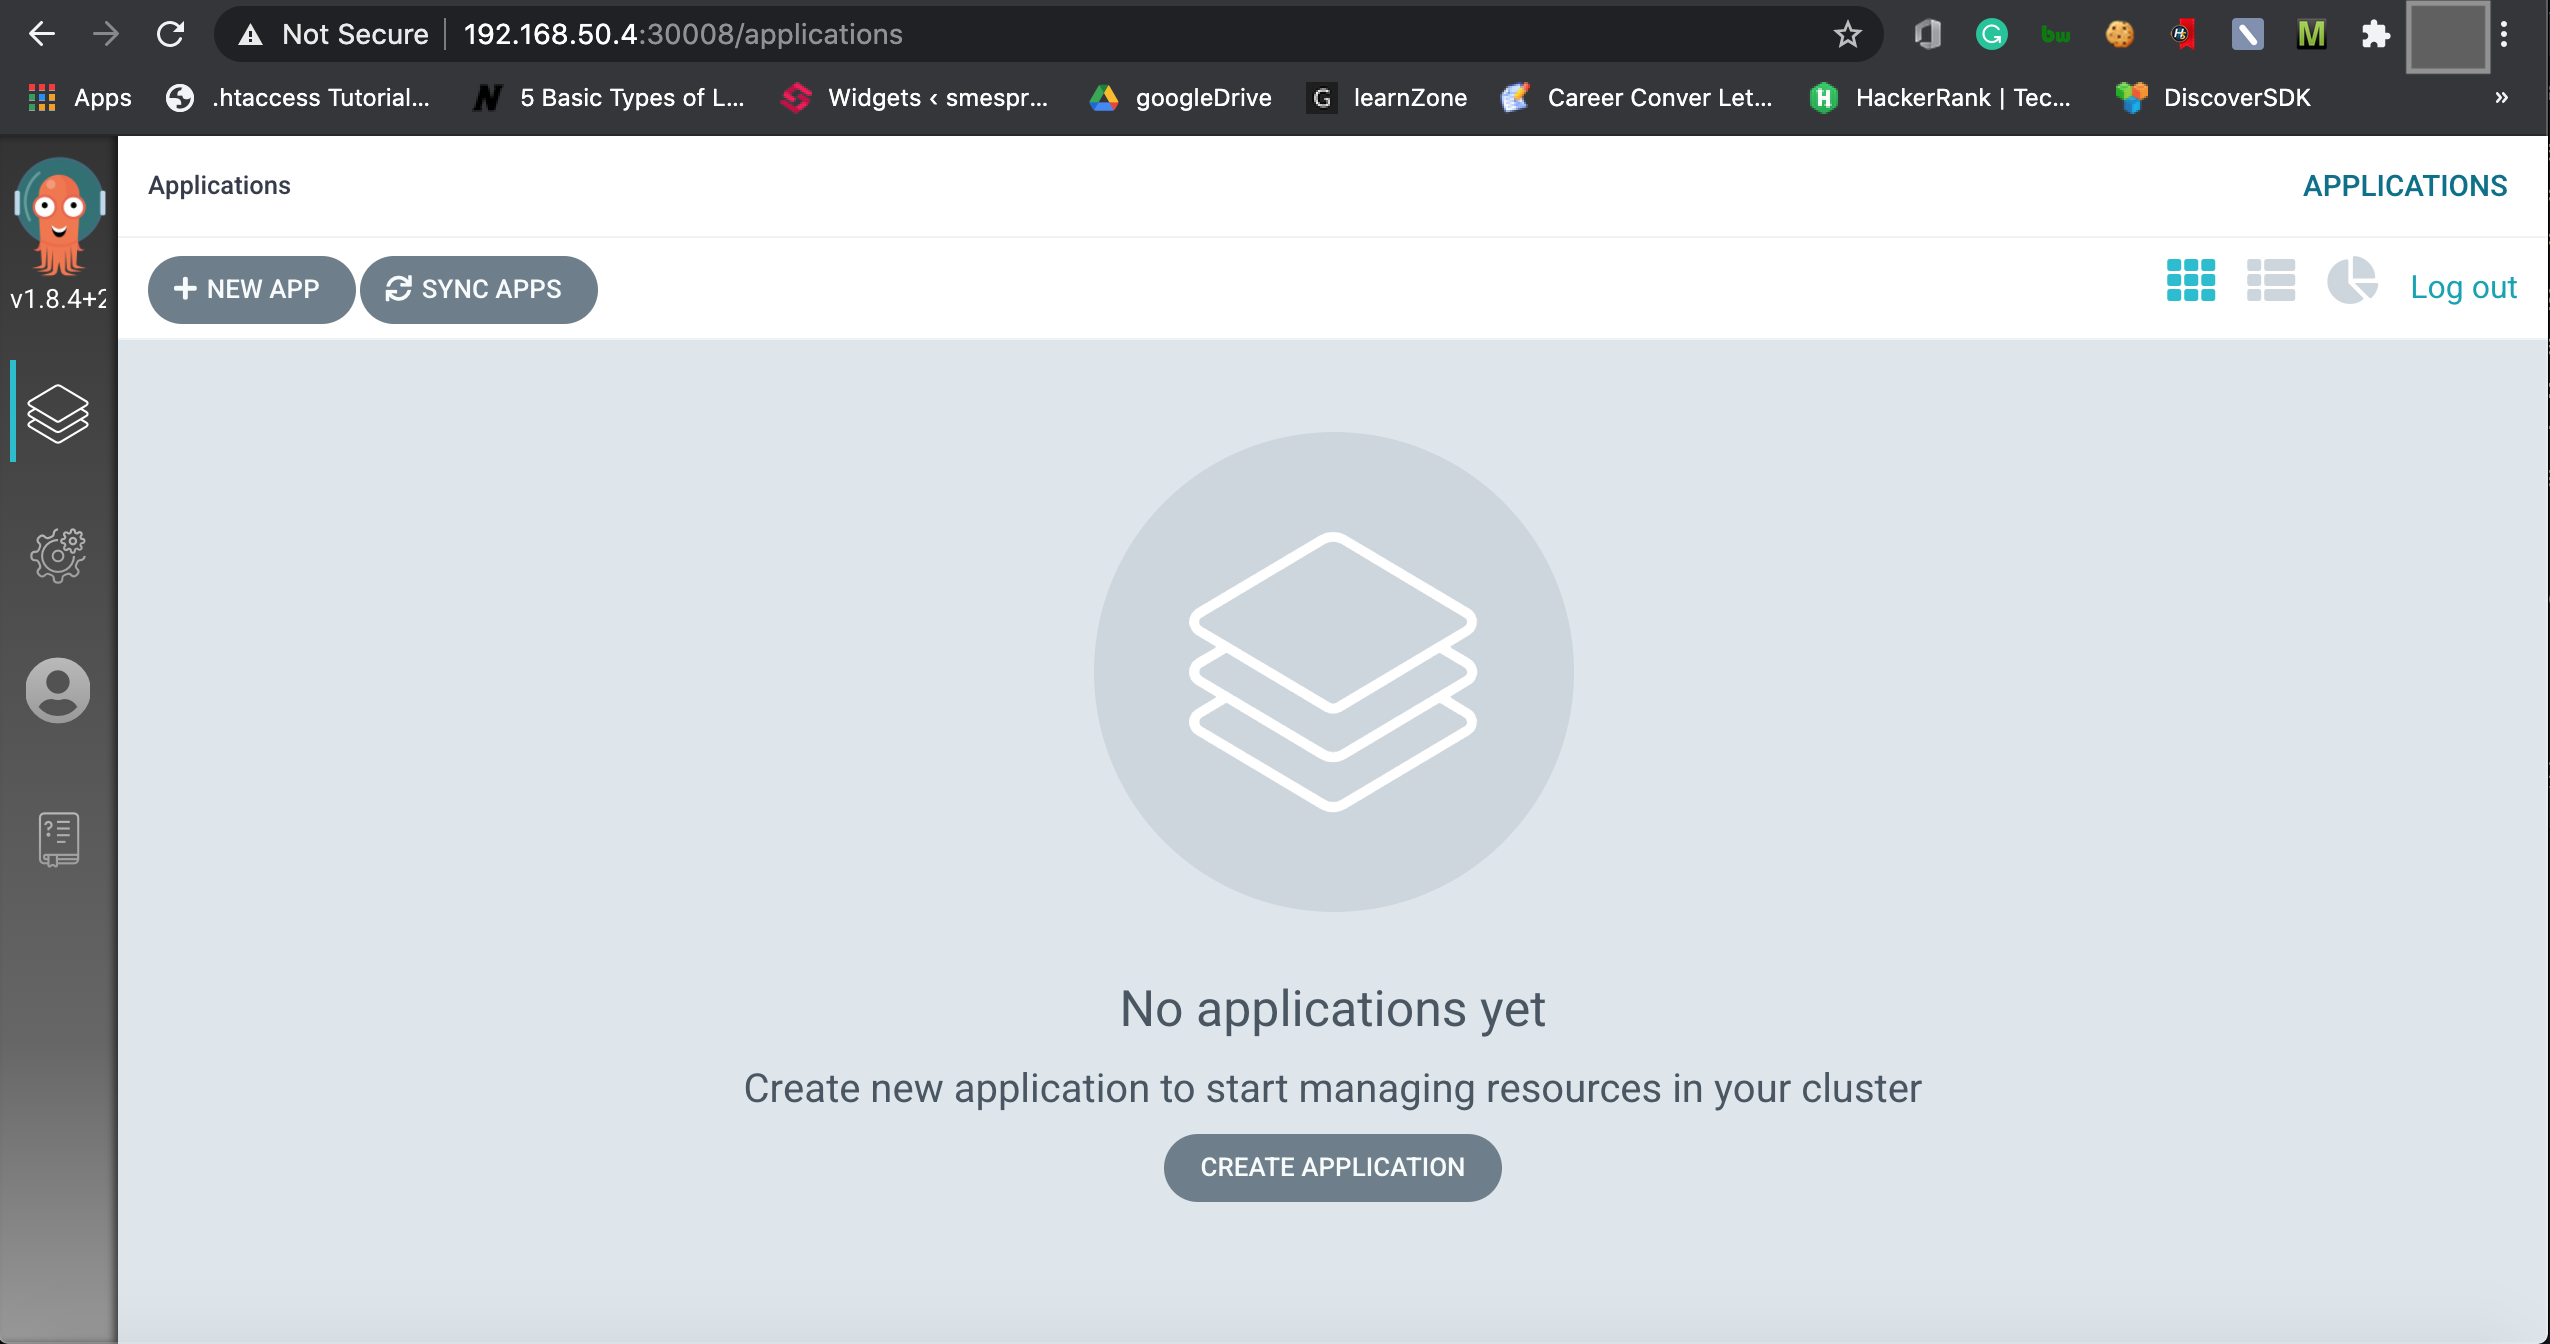 Not Secure 192.168.50.4:30008/applications
Apps .htaccess Tutorial... 5 Basic Types of L... Widgets ‹ smespr... googleDrive G learnZone Career Conver Let... H HackerRank | Tec... DiscoverSDK »
Applications APPLICATIONS
NEW APP SYNC APPS Log out
v1.8.4+2
No applications yet
Create new application to start managing resources in your cluster
CREATE APPLICATION